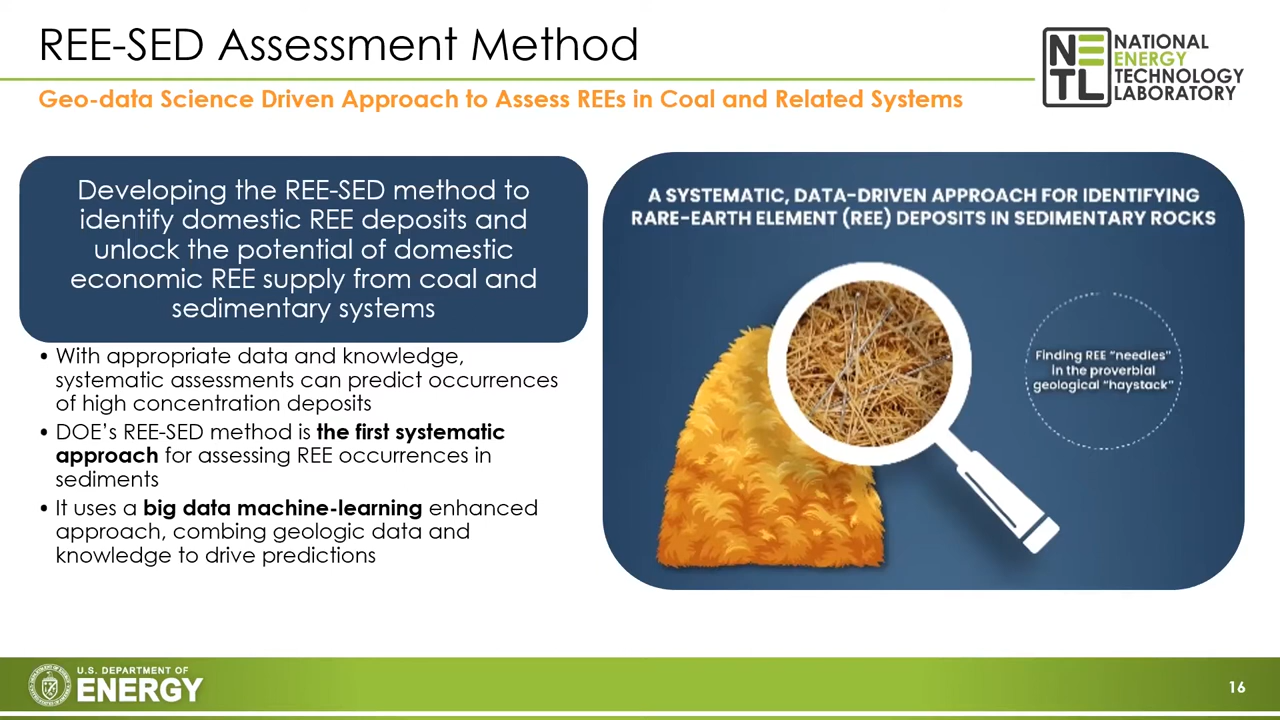 REE-SED Assessment Method
NATIONAL
ENERGY
TECHNOLOGY
LABORATORY
NE
TL
Geo-data Science Driven Approach to Assess REEs in Coal and Related Systems
Developing the REE-SED method to
identify domestic REE deposits and
unlock the potential of domestic
economic REE supply from coal and
sedimentary systems
• With appropriate data and knowledge,
systematic assessments can predict occurrences
of high concentration deposits
• DOE’s REE-SED method is the first systematic
approach for assessing REE occurrences in
sediments
• It uses a big data machine-learning enhanced
approach, combing geologic data and
knowledge to drive predictions
A SYSTEMATIC, DATA-DRIVEN APPROACH FOR IDENTIFYING
RARE-EARTH ELEMENT (REE) DEPOSITS IN SEDIMENTARY ROCKS
Finding REE “needles”
in the proverbial
geological “haystack”
U.S. DEPARTMENT OF
ENERGY
16